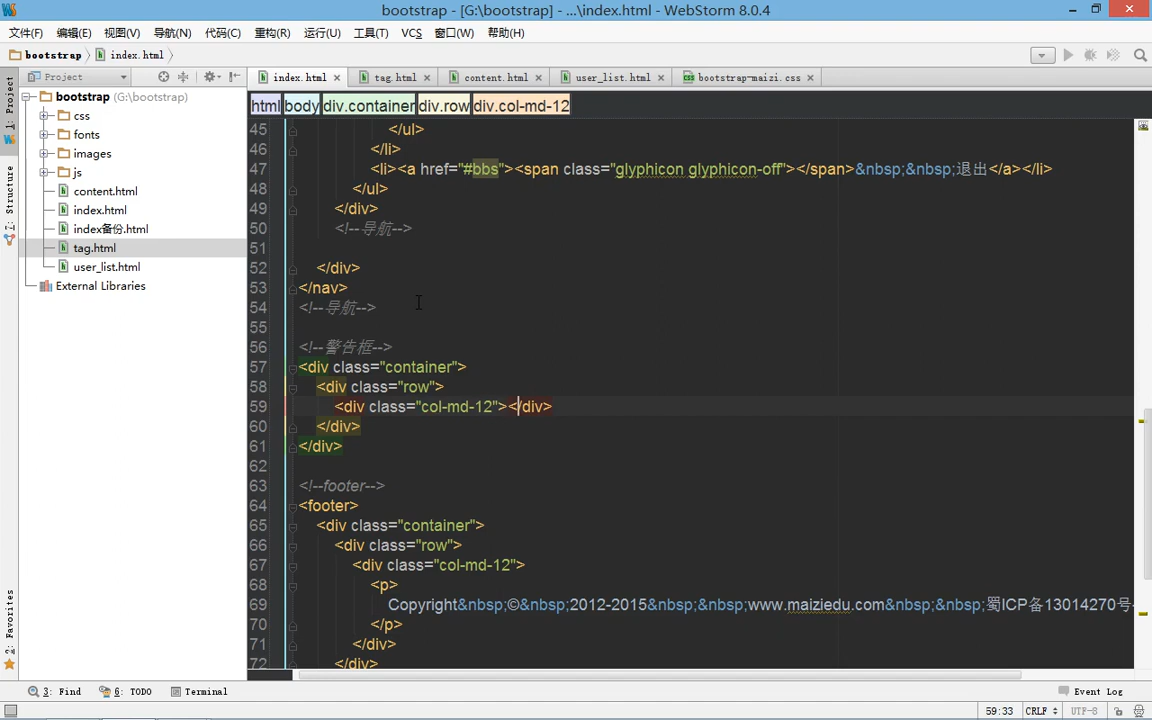 bootstrap - [G:\bootstrap] - ...\index.html - WebStorm 8.0.4
文件(F) 编辑(E) 视图(V) 导航(N) 代码(C) 重构(R) 运行(U) 工具(T) VCS 窗口(W) 帮助(H)
bootstrap index.html
Project index.html tag.html content.html user_list.html bootstrap-maizi.css
1: Project
7: Structure
2: Favorites
bootstrap (G:\bootstrap)
css
fonts
images
js
content.html
index.html
index备份.html
tag.html
user_list.html
External Libraries
html body div.container div.row div.col-md-12
45 </ul>
46 </li>
47 <li><a href="#bbs"><span class="glyphicon glyphicon-off"></span>&nbsp;&nbsp;退出</a></li>
48 </ul>
49 </div>
50 <!--导航-->
51
52 </div>
53 </nav>
54 <!--导航-->
55
56 <!--警告框-->
57 <div class="container">
58 <div class="row">
59 <div class="col-md-12"></div>
60 </div>
61 </div>
62
63 <!--footer-->
64 <footer>
65 <div class="container">
66 <div class="row">
67 <div class="col-md-12">
68 <p>
69 Copyright&nbsp;©&nbsp;2012-2015&nbsp;&nbsp;www.maiziedu.com&nbsp;&nbsp;蜀ICP备13014270号
70 </p>
71 </div>
72 </div>
3: Find 6: TODO Terminal Event Log
59:33 CRLF UTF-8